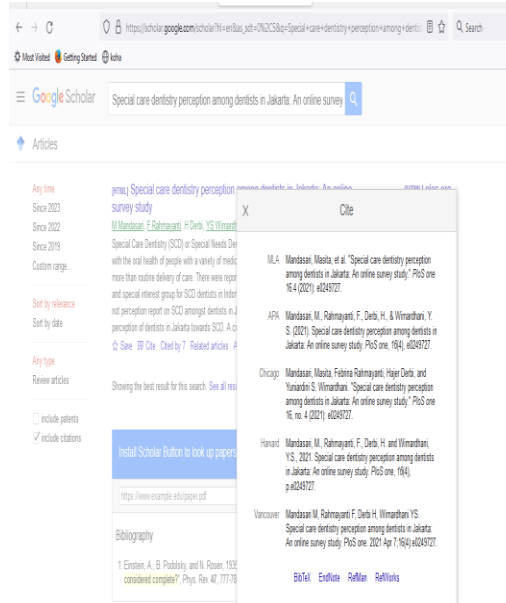 https://scholar.google.com/scholar?hl=en&as_sdt=0%2C5&q=Special+care+dentistry+perception+among+dentis
Search
Most Visited Getting Started koha
Google Scholar
Special care dentistry perception among dentists in Jakarta: An online survey
Articles
Any time
Since 2023
Since 2022
Since 2019
Custom range...
Sort by relevance
Sort by date
Any type
Review articles
include patents
include citations
[HTML] Special care dentistry perception among dentists in Jakarta: An online
survey study
[HTML] plos.org
M Mandasari, F Rahmayanti, H Derbi, YS Wimardh
Special Care Dentistry (SCD) or Special Needs De
with the oral health of people with a variety of medic
more than routine delivery of care. There were repor
and special interest group for SCD dentists in Indon
not perception report on SCD amongst dentists in J
perception of dentists in Jakarta towards SCD. A cr
Save Cite Cited by 7 Related articles A
Showing the best result for this search. See all resu
Install Scholar Button to look up papers
https://www.example.edu/paper.pdf
Bibliography
1. Einstein, A., B. Podolsky, and N. Rosen, 1935
considered complete?", Phys. Rev. 47, 777-78
X Cite
MLA Mandasari, Masita, et al. "Special care dentistry perception
among dentists in Jakarta: An online survey study." PloS one
16.4 (2021): e0249727.
APA Mandasari, M., Rahmayanti, F., Derbi, H., & Wimardhani, Y.
S. (2021). Special care dentistry perception among dentists in
Jakarta: An online survey study. PloS one, 16(4), e0249727.
Chicago Mandasari, Masita, Febrina Rahmayanti, Hajer Derbi, and
Yuniardini S. Wimardhani. "Special care dentistry perception
among dentists in Jakarta: An online survey study." PloS one
16, no. 4 (2021): e0249727.
Harvard Mandasari, M., Rahmayanti, F., Derbi, H. and Wimardhani,
Y.S., 2021. Special care dentistry perception among dentists
in Jakarta: An online survey study. PloS one, 16(4),
p.e0249727.
Vancouver Mandasari M, Rahmayanti F, Derbi H, Wimardhani YS.
Special care dentistry perception among dentists in Jakarta:
An online survey study. PloS one. 2021 Apr 7;16(4):e0249727.
BibTeX EndNote RefMan RefWorks